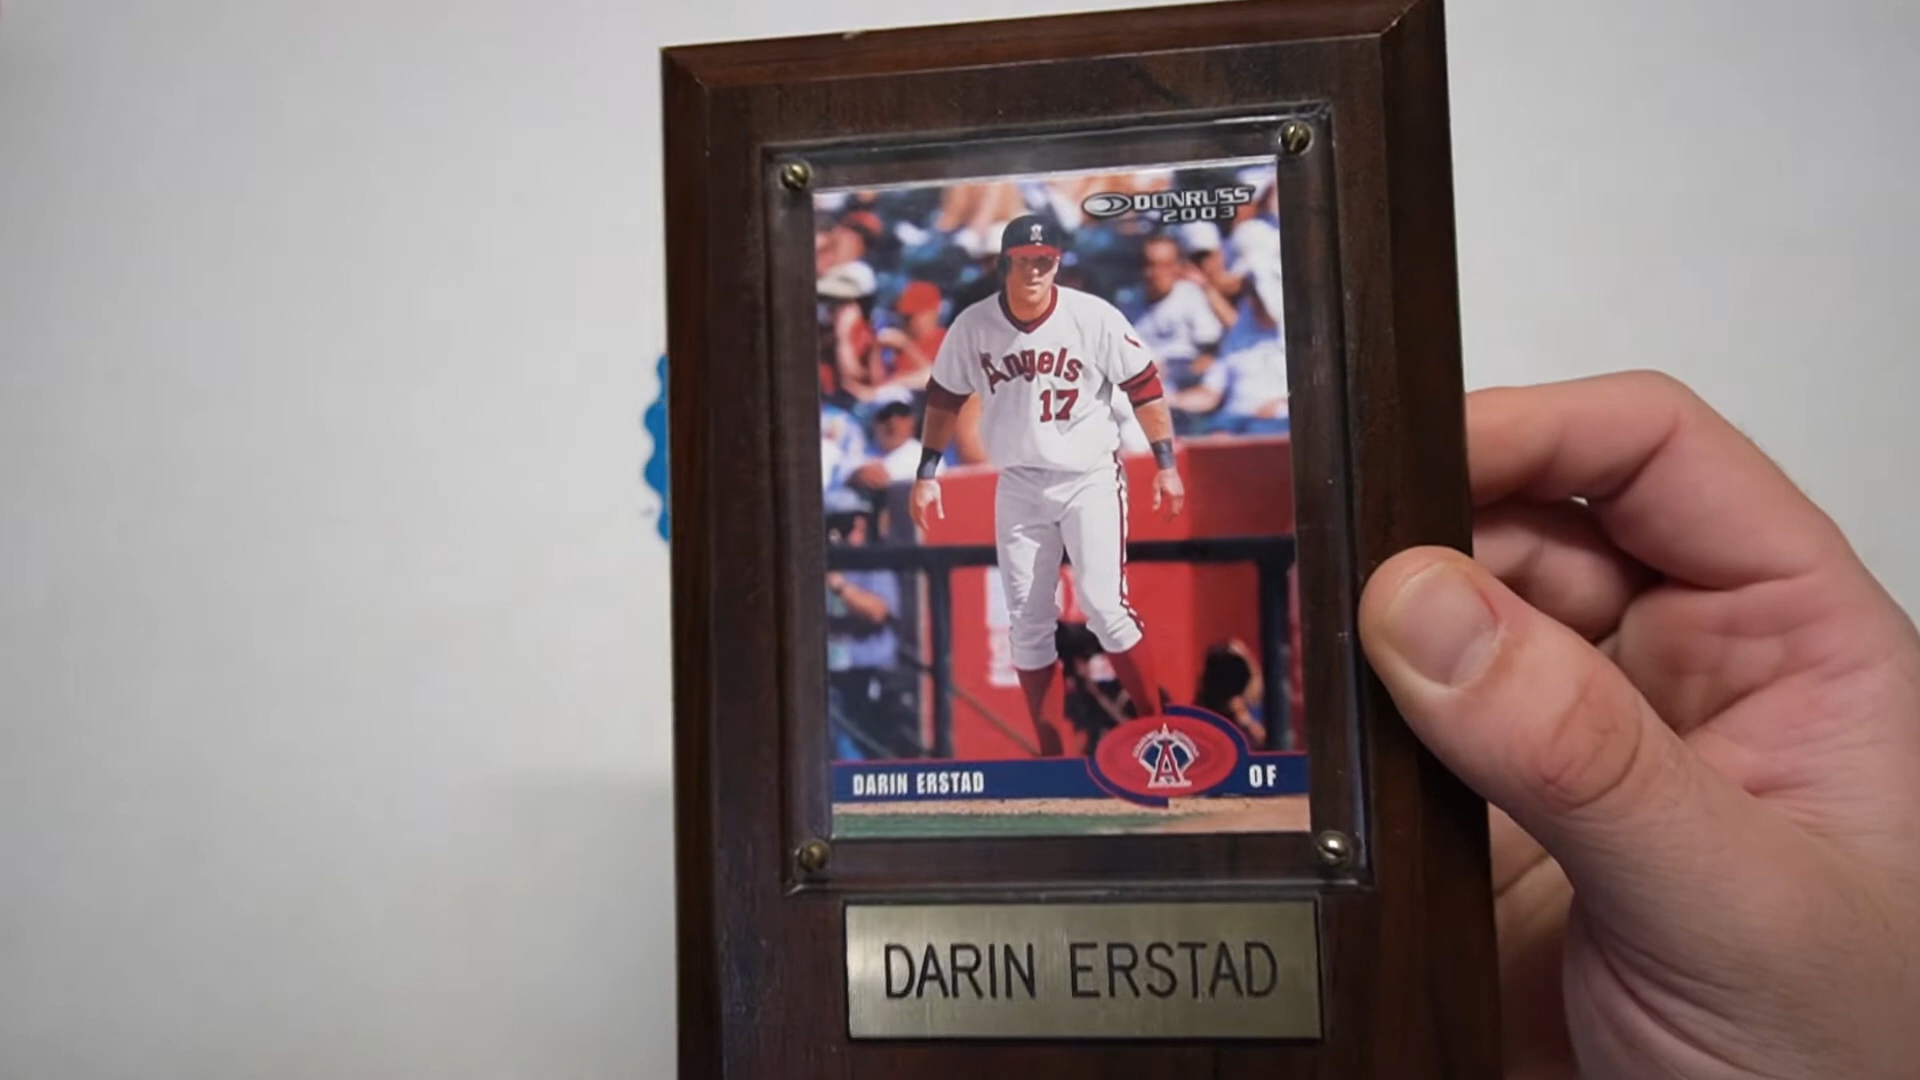 DONRUSS
2003
Angels
17
DARIN ERSTAD
A
OF
DARIN ERSTAD